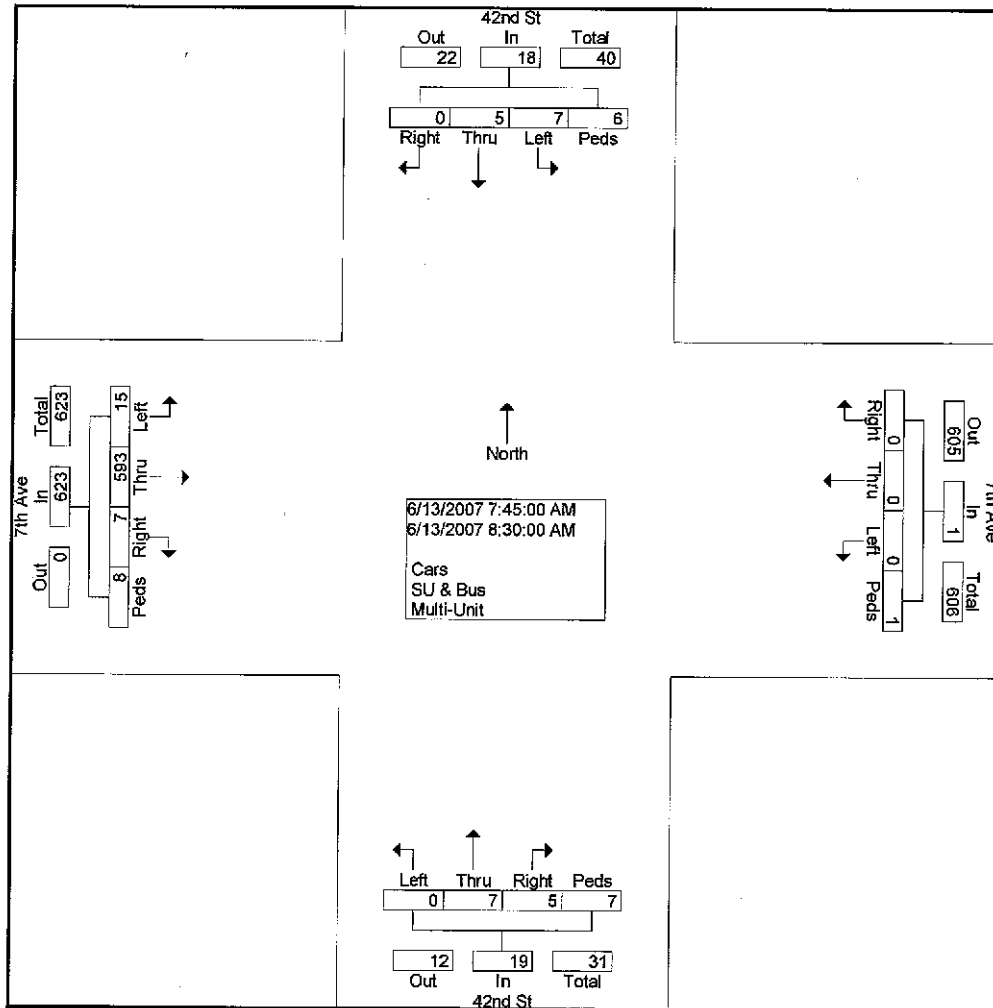 42nd St
Out In Total
22 18 40
0 5 7 6
Right Thru Left Peds
7th Ave
Total In Out
623 623 0
15 593 7 8
Left Thru Right Peds
North
6/13/2007 7:45:00 AM
6/13/2007 8:30:00 AM
Cars
SU & Bus
Multi-Unit
Right Thru Left Peds
0 0 0 1
Out In Total
605 1 606
7th Ave
Left Thru Right Peds
0 7 5 7
12 19 31
Out In Total
42nd St